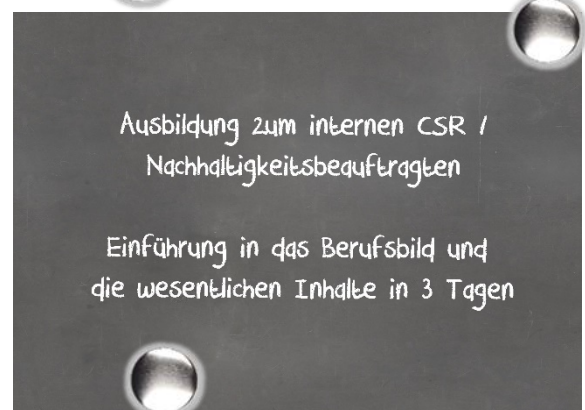 Ausbildung zum internen CSR /
Nachhaltigkeitsbeauftragten
Einführung in das Berufsbild und
die wesentlichen Inhalte in 3 Tagen